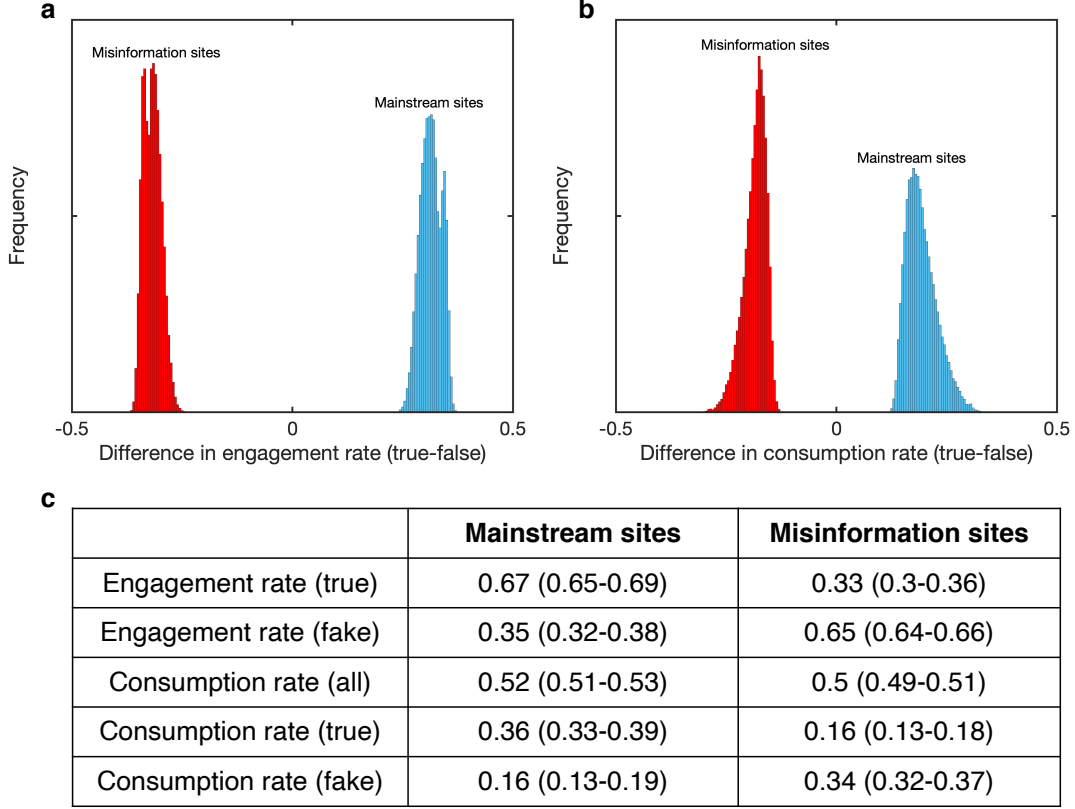 a
Misinformation sites
Mainstream sites
Frequency
-0.5 0 0.5
Difference in engagement rate (true-false)
b
Misinformation sites
Mainstream sites
Frequency
-0.5 0 0.5
Difference in consumption rate (true-false)
c
Mainstream sites Misinformation sites
Engagement rate (true) 0.67 (0.65-0.69) 0.33 (0.3-0.36)
Engagement rate (fake) 0.35 (0.32-0.38) 0.65 (0.64-0.66)
Consumption rate (all) 0.52 (0.51-0.53) 0.5 (0.49-0.51)
Consumption rate (true) 0.36 (0.33-0.39) 0.16 (0.13-0.18)
Consumption rate (fake) 0.16 (0.13-0.19) 0.34 (0.32-0.37)